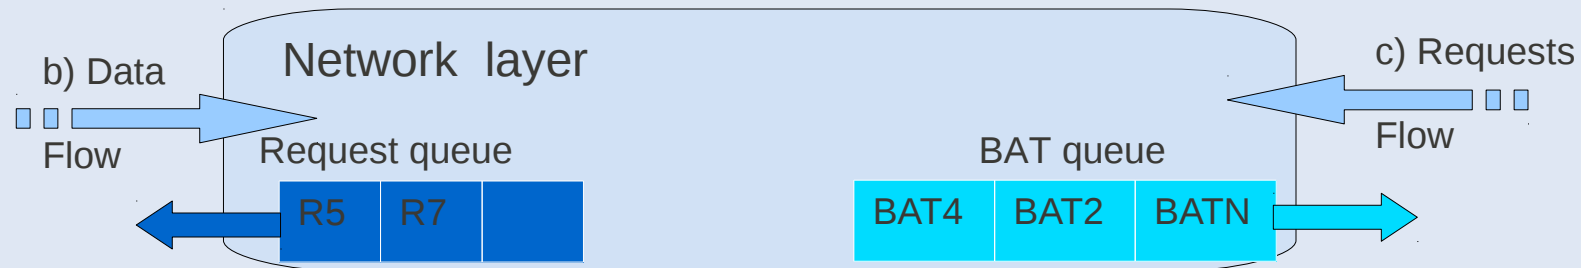 Network layer
b) Data
Flow
c) Requests
Flow
Request queue
BAT queue
R5 R7
BAT4 BAT2 BATN